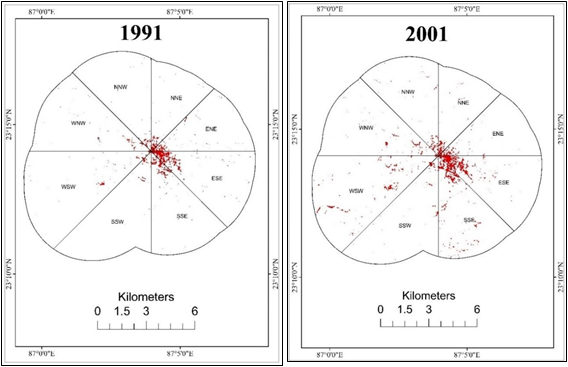 87°0'0"E 87°5'0"E
1991
NNW
NNE
WNW
ENE
23°15'0"N
23°15'0"N
WSW
ESE
SSW
SSE
23°10'0"N
23°10'0"N
Kilometers
0 1.5 3 6
87°0'0"E 87°5'0"E
87°0'0"E 87°5'0"E
2001
NNW
NNE
WNW
ENE
23°15'0"N
23°15'0"N
WSW
ESE
SSW
SSE
23°10'0"N
23°10'0"N
Kilometers
0 1.5 3 6
87°0'0"E 87°5'0"E